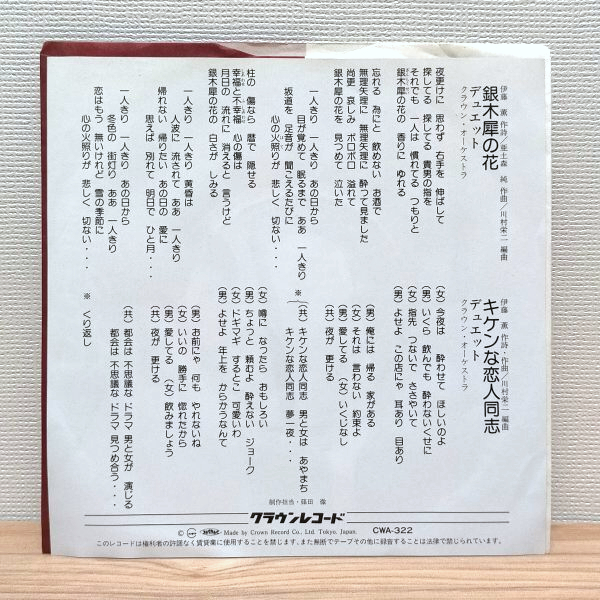 銀木犀の花
デュエット
クラウン・オーケストラ
伊藤 薫 作詩/亜土森 純 作曲/川村栄二 編曲
夜更けに 思わず 右手を 伸ばして
探してる 探してる 貴男の指を
それでも 一人は 慣れてる つもりと
銀木犀の花の 香りに ゆれる
忘れる 為にと 飲めない お酒で
無理矢理に 無理矢理に 酔って見ました
尚更 哀しみ ボロボロ 溢れて
銀木犀の花を 見つめて 泣いた
一人きり 一人きり あの日から
目が覚めて 眠るまで ああ 一人きり
坂道を 足音が 聞こえるたびに
心の火照りが 悲しく 切ない・・・
柱の 傷なら 暦で 隠せる
幸福と不幸福 心の傷は
月日の 流れに 消えると 言うけど
銀木犀の花の 白さが しみる
一人きり 一人きり 黄昏は
人波に 流されて ああ 一人きり
帰れない 帰りたい あの日の 愛に
思えば 別れて 明日で ひと月・・・
一人きり 一人きり あの日から
冬色の 街灯り ああ 一人きり
恋はもう 無いけれど 雪の季節に
心の火照りが 悲しく 切ない・・・
キケンな恋人同志
デュエット
クラウン・オーケストラ
伊藤 薫 作詩・作曲/川村栄二 編曲
(女)今夜は 酔わせて ほしいのよ
(男)いくら 飲んでも 酔わないくせに
(女)指先 つないで ささやいて
(男)よせよ この店にゃ 耳あり 目あり
(男)俺には 帰る 家がある
(女)それは 言わない 約束よ
(男)愛してる (女)いくじなし
(共)夜が 更ける
※(共)キケンな恋人同志 男と女は あやまち
キケンな恋人同志 夢一夜・・・
(女)噂に なったら おもしろい
(男)ちょっと 頼むよ 酔えない ジョーク
(女)ドキマギ するとこ 可愛いわ
(男)よせよ 年上を からかうなんて
(男)お前にゃ 何も やれないね
(女)いいの 勝手に 惚れたから
(男)愛してる (女)飲みましょう
(共)夜が 更ける
(共)都会は 不思議な ドラマ 男と女が 演じる
都会は 不思議な ドラマ 見つめ合う・・・
※ くり返し
制作担当・篠田 徹
クラウンレコード
Ⓒ CROWN Made by Crown Record Co., Ltd. Tokyo, Japan. CWA-322
このレコードは権利者の許諾なく賃貸業に使用することを禁じます。また無断でテープその他に録音することは法律で禁じられています。